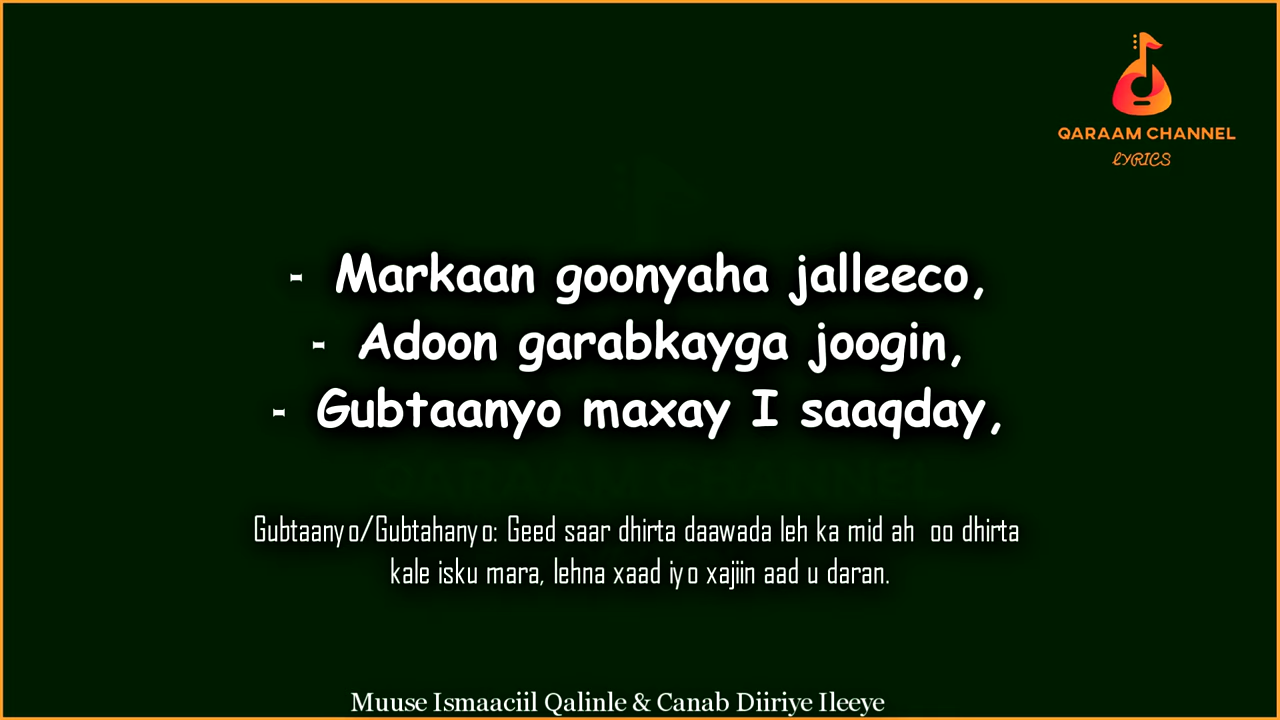 QARAAM CHANNEL
LYRICS
- Markaan goonyaha jalleeco,
- Adoon garabkayga joogin,
- Gubtaanyo maxay I saaqday,
QARAAM CHANNEL
Gubtaanyo/Gubtahanyo: Geed saar dhirta daawada leh ka mid ah oo dhirta
kale isku mara, lehna xaad iyo xajiin aad u daran.
Muuse Ismaaciil Qalinle & Canab Diiriye Ileeye